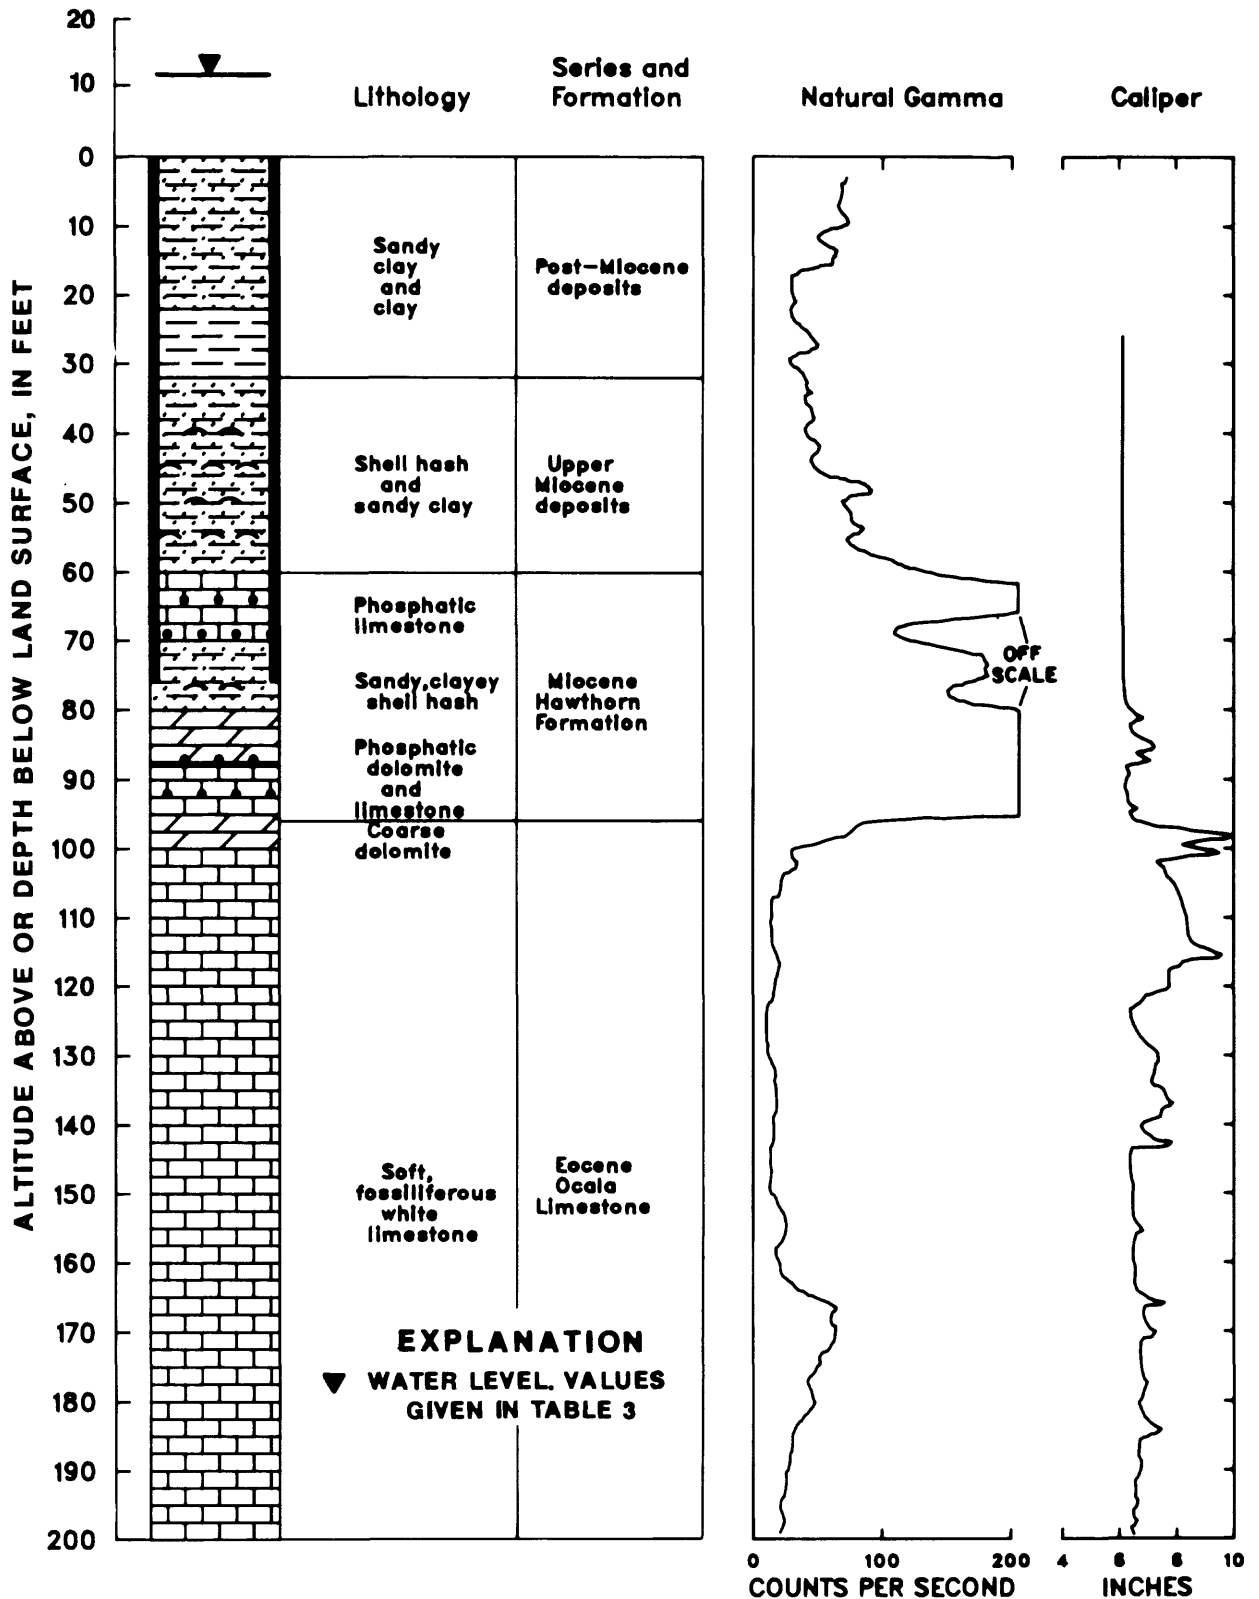 ALTITUDE ABOVE OR DEPTH BELOW LAND SURFACE, IN FEET
20
10
0
10
20
30
40
50
60
70
80
90
100
110
120
130
140
150
160
170
180
190
200
Lithology
Series and
Formation
Natural Gamma
Caliper
Sandy
clay
and
clay
Post-Miocene
deposits
Shell hash
and
sandy clay
Upper
Miocene
deposits
Phosphatic
limestone
Sandy, clayey
shell hash
Phosphatic
dolomite
and
limestone
Miocene
Hawthorn
Formation
Coarse
dolomite
Soft,
fossiliferous
white
limestone
Eocene
Ocala
Limestone
OFF
SCALE
EXPLANATION
WATER LEVEL. VALUES
GIVEN IN TABLE 3
0 100 200
COUNTS PER SECOND
4 6 8 10
INCHES